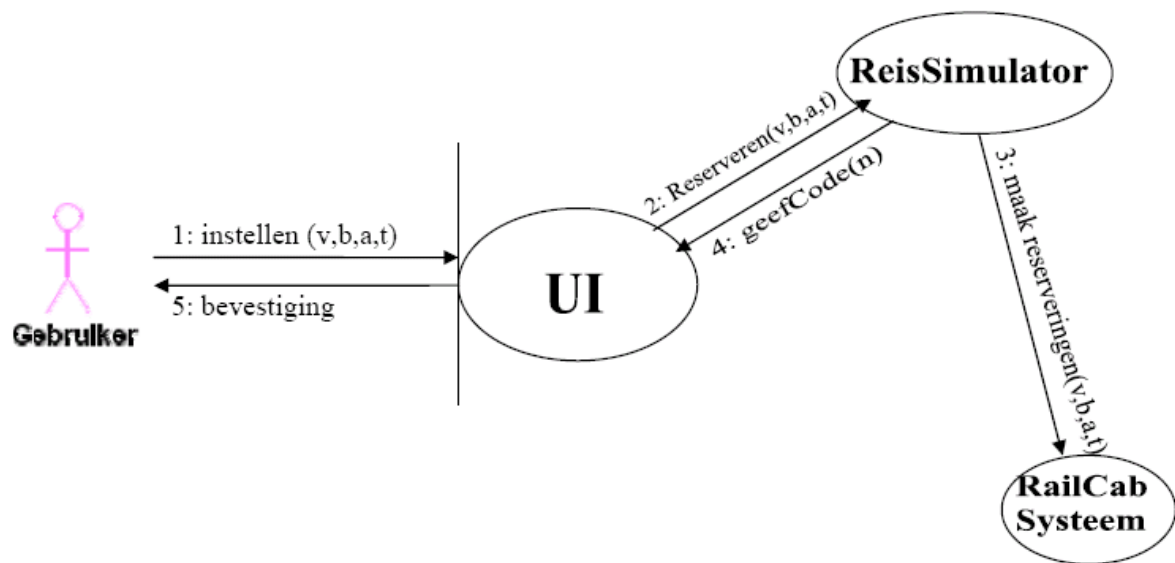 ReisSimulator
2: Reserveren(v,b,a,t)
4: geefCode(n)
3: maak reserveringen(v,b,a,t)
1: instellen (v,b,a,t)
5: bevestiging
UI
Gebruiker
RailCab
Systeem